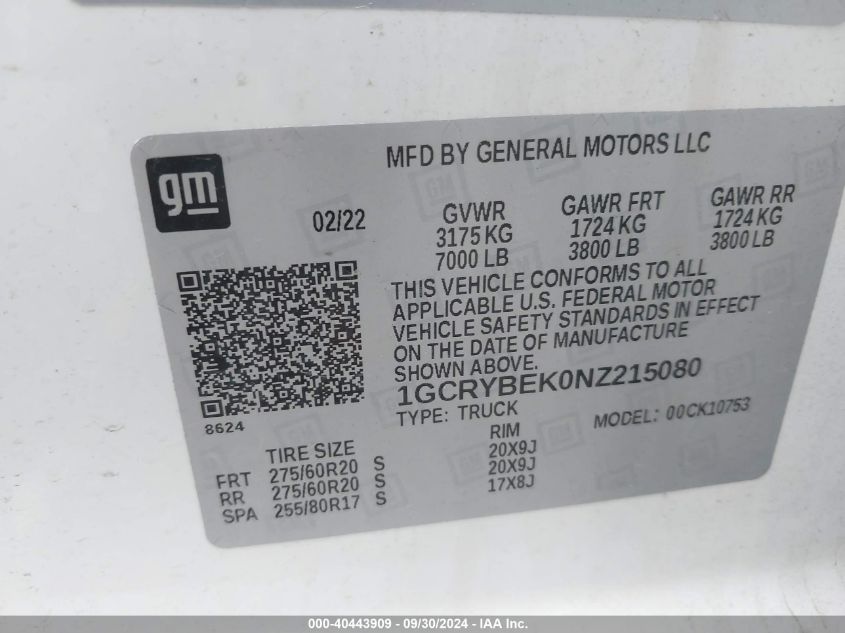 MFD BY GENERAL MOTORS LLC
gm
02/22
GVWR GAWR FRT GAWR RR
3175 KG 1724 KG 1724 KG
7000 LB 3800 LB 3800 LB
THIS VEHICLE CONFORMS TO ALL
APPLICABLE U.S. FEDERAL MOTOR
VEHICLE SAFETY STANDARDS IN EFFECT
ON THE DATE OF MANUFACTURE
SHOWN ABOVE.
1GCRYBEK0NZ215080
TYPE: TRUCK MODEL: 00CK10753
8624
TIRE SIZE RIM
FRT 275/60R20 S 20X9J
RR 275/60R20 S 20X9J
SPA 255/80R17 S 17X8J
000-40443909 - 09/30/2024 - IAA Inc.